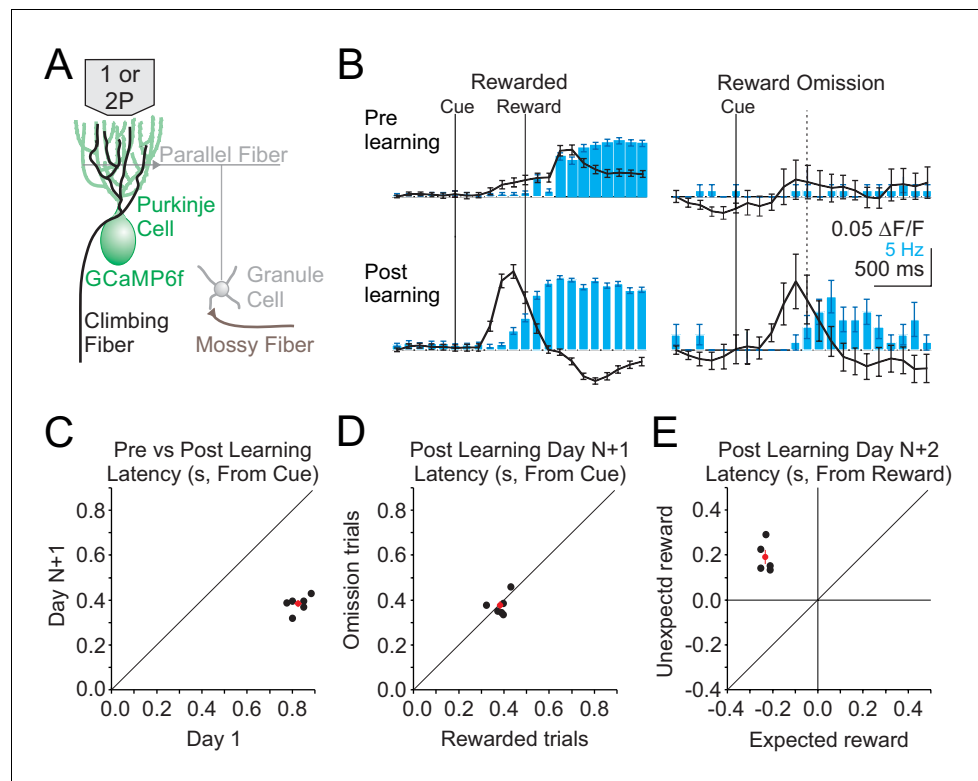 A
1 or
2P
Parallel Fiber
Purkinje
Cell
GCaMP6f
Granule
Cell
Climbing
Fiber
Mossy Fiber
B
Rewarded
Cue
Reward
Reward Omission
Cue
Pre
learning
0.05 ΔF/F
5 Hz
500 ms
Post
learning
C
Pre vs Post Learning
Latency (s, From Cue)
Day N+1
0.8
0.6
0.4
0.2
0.0
0.0 0.2 0.4 0.6 0.8
Day 1
D
Post Learning Day N+1
Latency (s, From Cue)
Omission trials
0.8
0.6
0.4
0.2
0.0
0.0 0.2 0.4 0.6 0.8
Rewarded trials
E
Post Learning Day N+2
Latency (s, From Reward)
Unexpectd reward
0.4
0.2
0.0
-0.2
-0.4
-0.4 -0.2 0.0 0.2 0.4
Expected reward